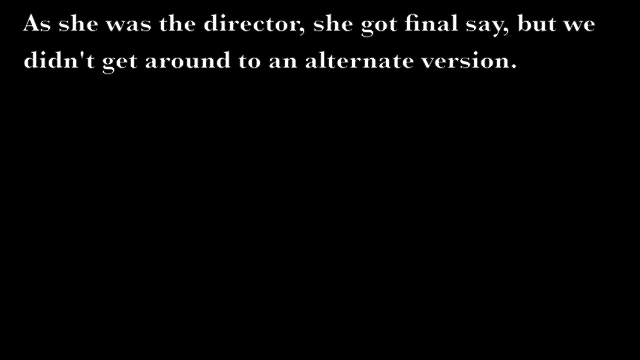 As she was the director, she got final say, but we
didn't get around to an alternate version.